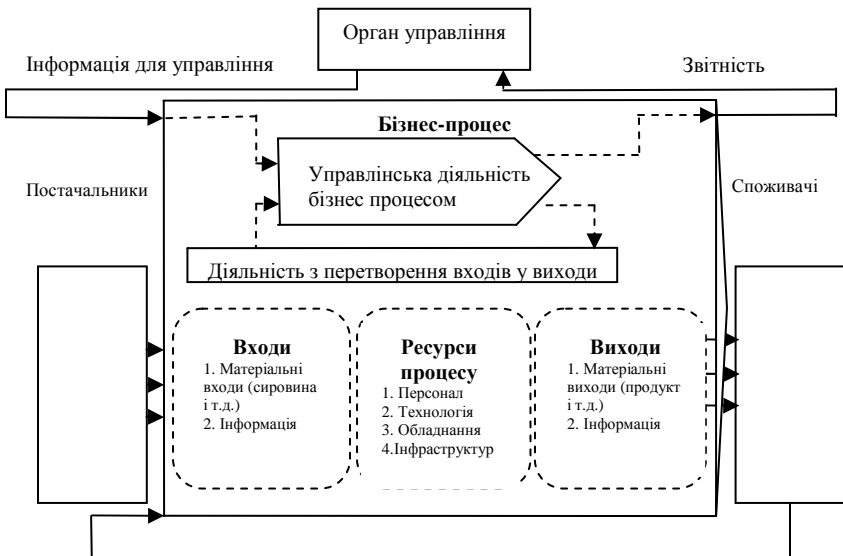 Орган управління
Інформація для управління
Звітність
Бізнес-процес
Управлінська діяльність
бізнес процесом
Постачальники
Споживачі
Діяльність з перетворення входів у виходи
Входи
1. Матеріальні
входи (сировина
і т.д.)
2. Інформація
Ресурси
процесу
1. Персонал
2. Технологія
3. Обладнання
4.Інфраструктур
Виходи
1. Матеріальні
виходи (продукт
і т.д.)
2. Інформація